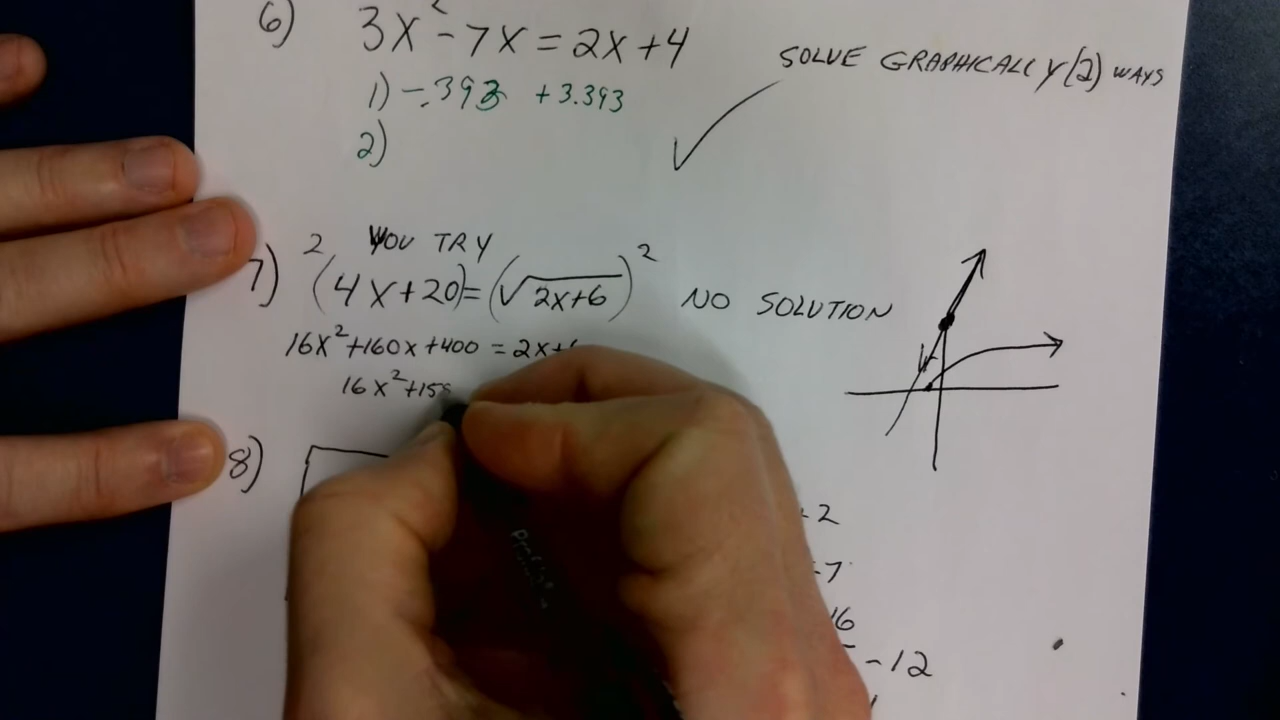 6) 3x² - 7x = 2x + 4
SOLVE GRAPHICALLY (2) WAYS
1) -.393 +3.393
2)
YOU TRY
7) ²(4x+20) = (√2x+6)² NO SOLUTION
16x²+160x+400 = 2x+
16x²+15
8)
-2
-7
16
-12